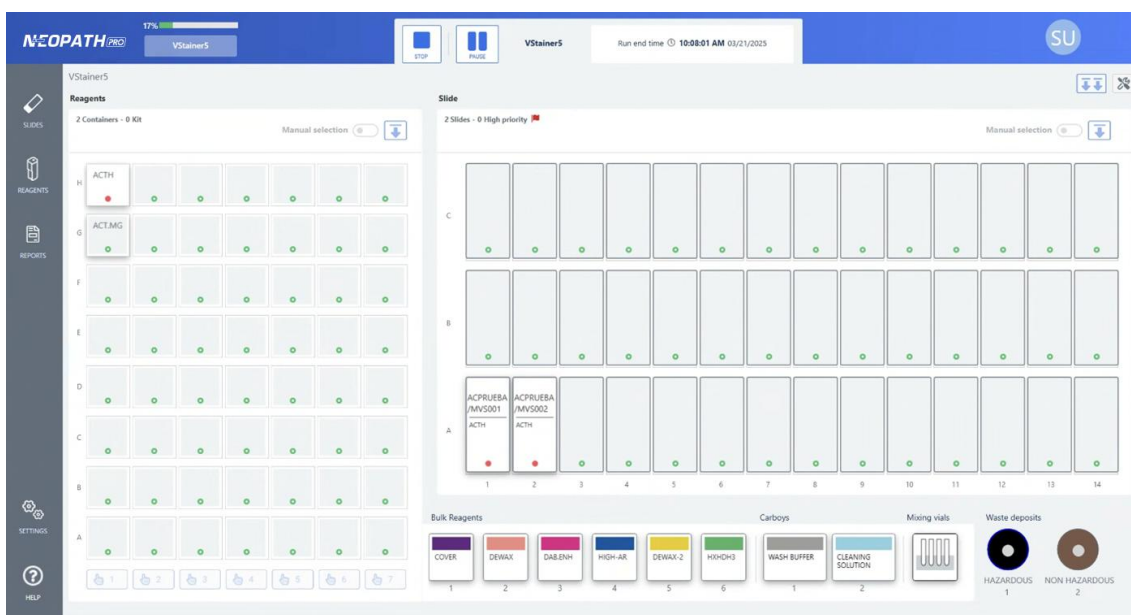 NEOPATH PRO
17%
VStainer5
STOP
PAUSE
VStainer5
Run end time 10:08:01 AM 03/21/2025
SU
SLIDES
REAGENTS
REPORTS
SETTINGS
HELP
VStainer5
Reagents
2 Containers - 0 Kit
Manual selection
H
ACTH
G
ACT.MG
F
E
D
C
B
A
1 2 3 4 5 6 7
Slide
2 Slides - 0 High priority
Manual selection
C
B
A
ACPRUEBA
/MVS001
ACTH
ACPRUEBA
/MVS002
ACTH
1 2 3 4 5 6 7 8 9 10 11 12 13 14
Bulk Reagents
COVER
DEWAX
DAB.ENH
HIGH-AR
DEWAX-2
HXHDH3
1 2 3 4 5 6
Carboys
WASH BUFFER
CLEANING
SOLUTION
1 2
Mixing vials
Waste deposits
HAZARDOUS
1
NON HAZARDOUS
2